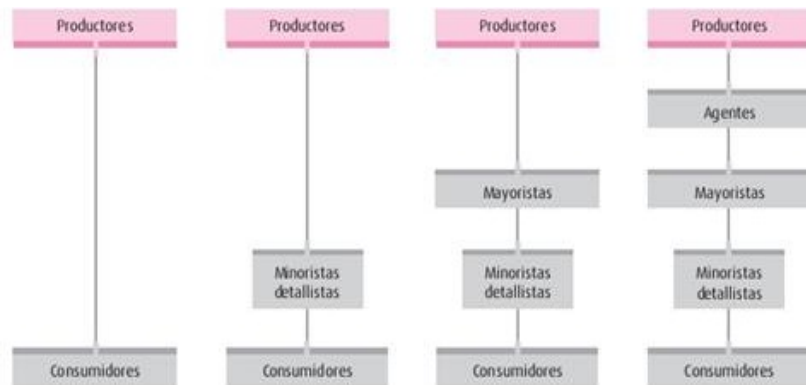 Productores
Productores
Productores
Productores
Agentes
Mayoristas
Mayoristas
Minoristas
detallistas
Minoristas
detallistas
Minoristas
detallistas
Consumidores
Consumidores
Consumidores
Consumidores